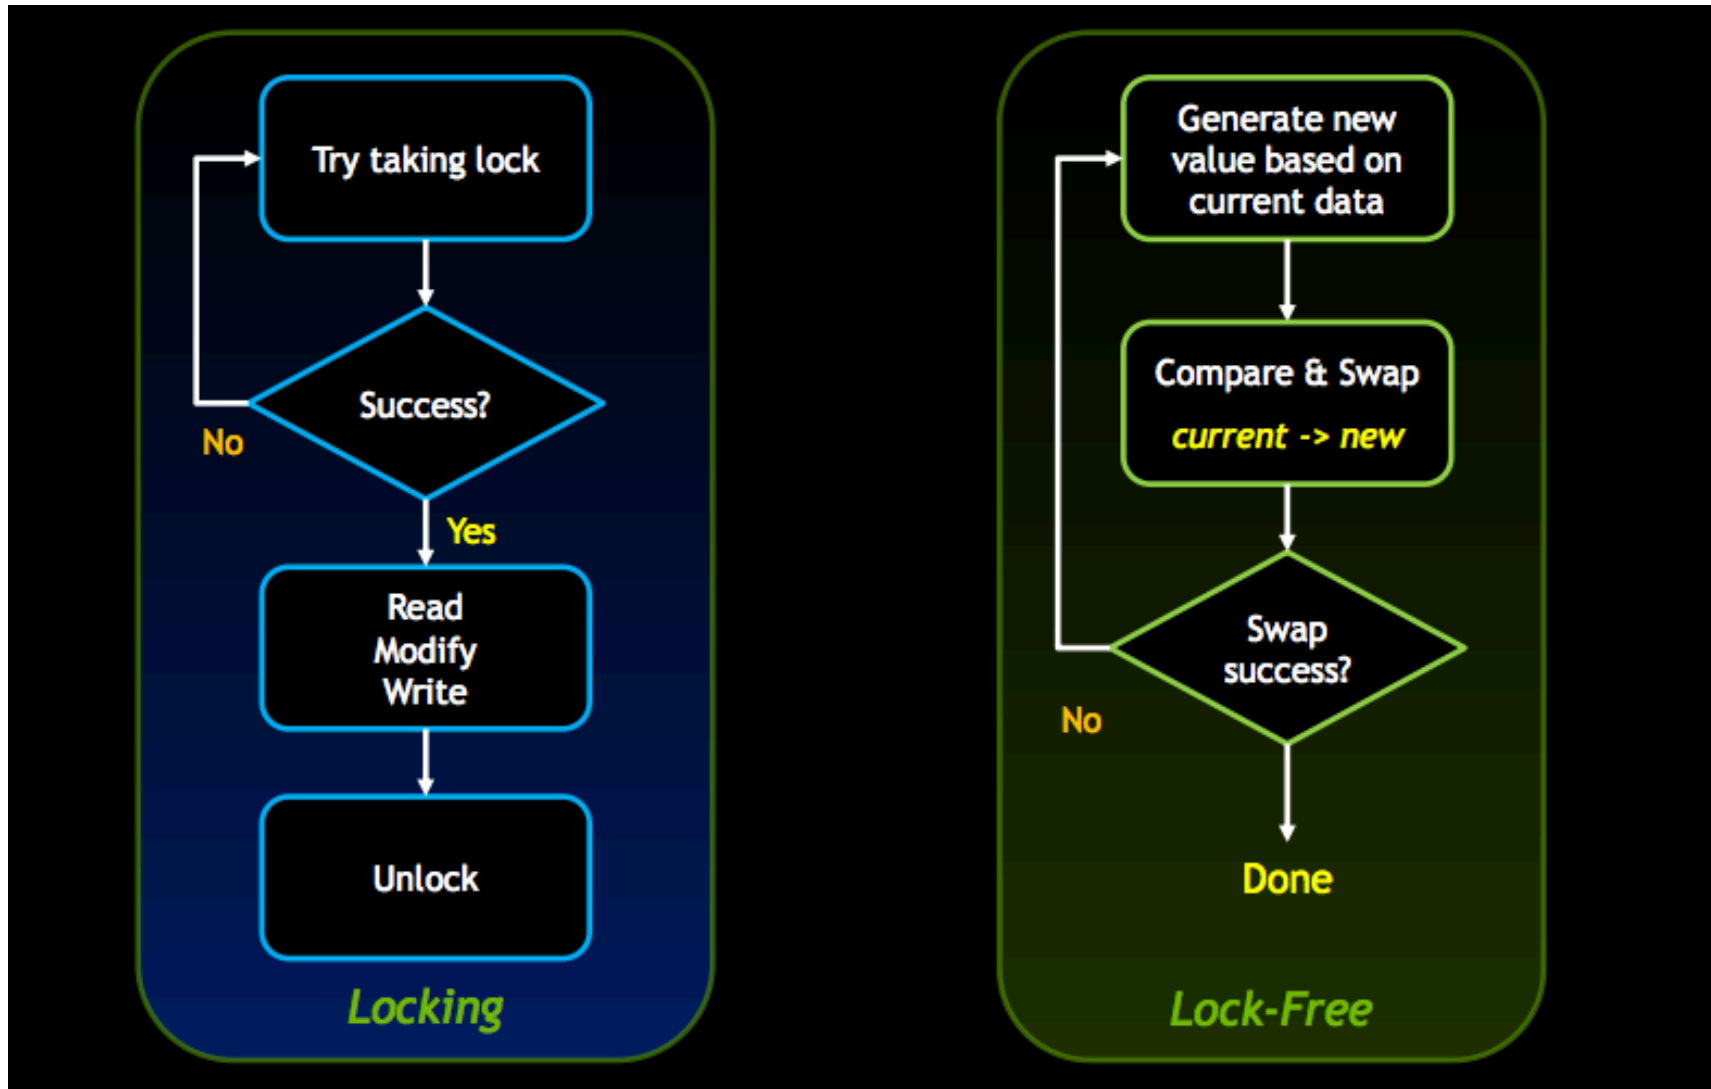 Try taking lock
Success?
No
Yes
Read
Modify
Write
Unlock
Locking
Generate new
value based on
current data
Compare & Swap
current -> new
Swap
success?
No
Done
Lock-Free